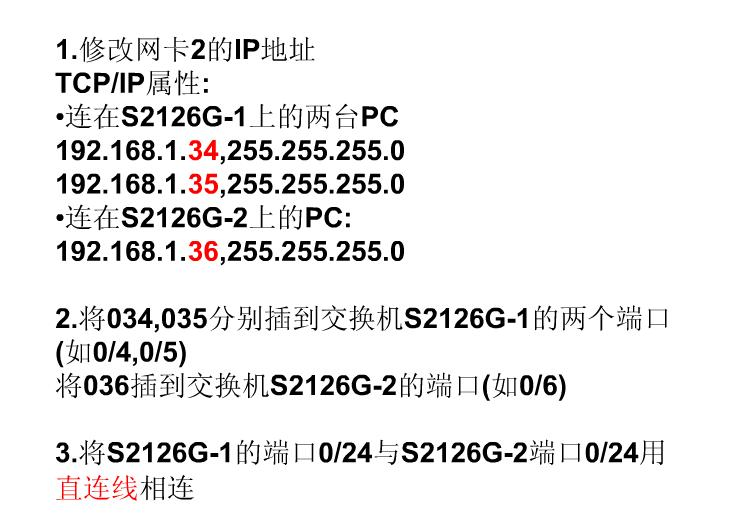 1.修改网卡2的IP地址
TCP/IP属性:
•连在S2126G-1上的两台PC
192.168.1.34,255.255.255.0
192.168.1.35,255.255.255.0
•连在S2126G-2上的PC:
192.168.1.36,255.255.255.0
2.将034,035分别插到交换机S2126G-1的两个端口
(如0/4,0/5)
将036插到交换机S2126G-2的端口(如0/6)
3.将S2126G-1的端口0/24与S2126G-2端口0/24用
直连线相连